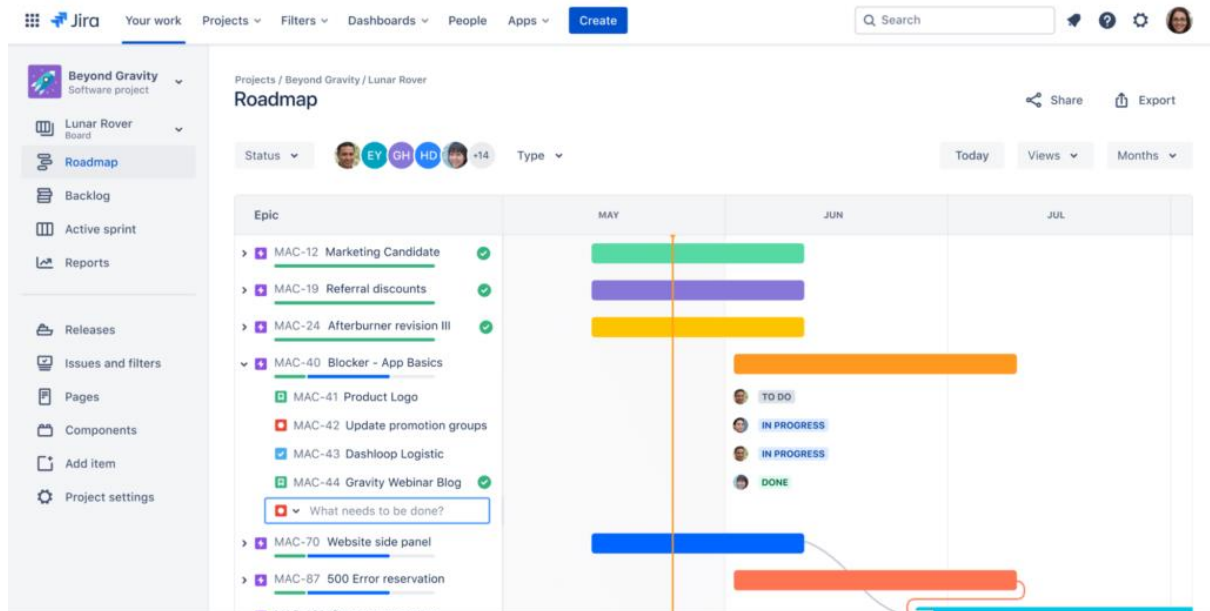 Jira Your work Projects Filters Dashboards People Apps Create Search
Beyond Gravity
Software project
Lunar Rover
Board
Roadmap
Backlog
Active sprint
Reports
Releases
Issues and filters
Pages
Components
Add item
Project settings
Projects / Beyond Gravity / Lunar Rover
Roadmap
Share Export
Status EY GH HD +14 Type Today Views Months
Epic MAY JUN JUL
MAC-12 Marketing Candidate
MAC-19 Referral discounts
MAC-24 Afterburner revision III
MAC-40 Blocker - App Basics
MAC-41 Product Logo TO DO
MAC-42 Update promotion groups IN PROGRESS
MAC-43 Dashloop Logistic IN PROGRESS
MAC-44 Gravity Webinar Blog DONE
What needs to be done?
MAC-70 Website side panel
MAC-87 500 Error reservation